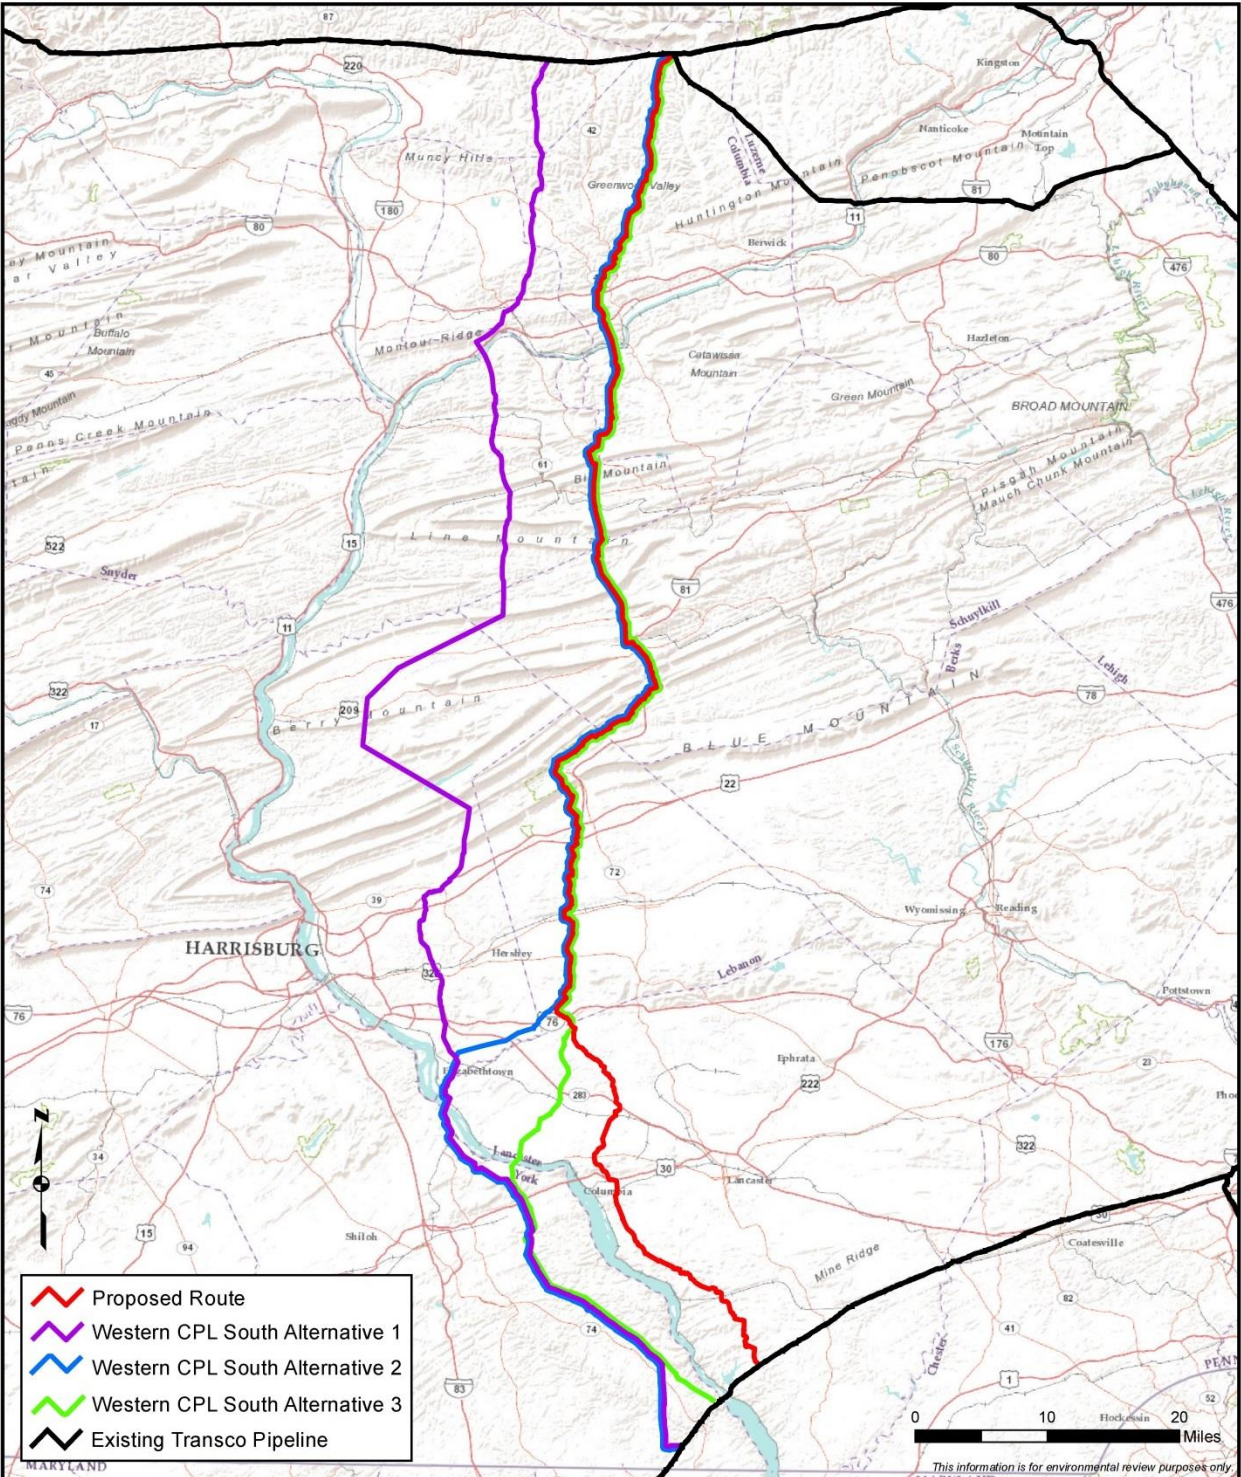 87
220
Kingston
42
Nanticoke
Mountain
Top
Muncy Hills
Luzerne
Columbia
Penobscot Mountain
Greenwood Valley
Huntington Mountain
81
180
11
80
Berwick
80
476
Lehigh River
Montour Ridge
Buffalo
Mountain
Hazleton
Catawissa
Mountain
45
Green Mountain
BROAD MOUNTAIN
Penns Creek Mountain
61
Mountain
Pisgah Mountain
Mauch Chunk Mountain
Lehigh River
522
15
Line Mountain
Snyder
81
476
11
Schuylkill
Berks
Lehigh
322
209
78
17
Berry Mountain
BLUE MOUNTAIN
22
Schuylkill River
74
39
72
Wyomissing
Reading
HARRISBURG
Hershey
Lebanon
Pottstown
76
76
176
Ephrata
23
Elizabethtown
222
283
322
34
Lancaster
York
30
Columbia
Lancaster
15
Shiloh
30
94
Coatesville
Mine Ridge
82
74
41
Chester
83
1
52
Hockessin
MARYLAND
N
Proposed Route
Western CPL South Alternative 1
Western CPL South Alternative 2
Western CPL South Alternative 3
Existing Transco Pipeline
0 10 20
Miles
This information is for environmental review purposes only.